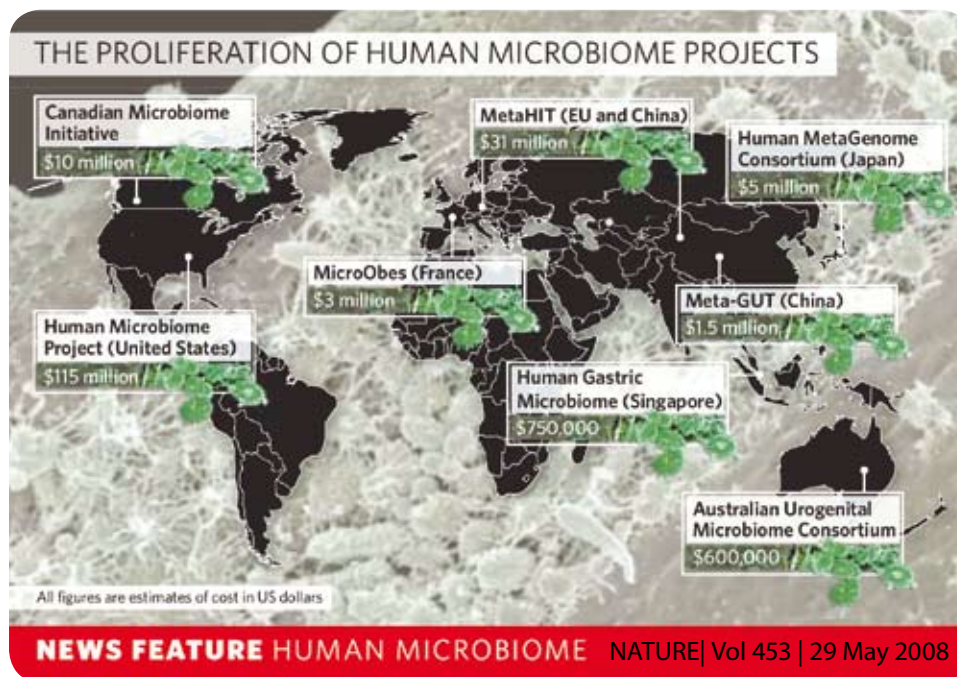 THE PROLIFERATION OF HUMAN MICROBIOME PROJECTS
Canadian Microbiome
Initiative
$10 million
MetaHIT (EU and China)
$31 million
Human MetaGenome
Consortium (Japan)
$5 million
MicroObes (France)
$3 million
Meta-GUT (China)
$1.5 million
Human Microbiome
Project (United States)
$115 million
Human Gastric
Microbiome (Singapore)
$750,000
Australian Urogenital
Microbiome Consortium
$600,000
All figures are estimates of cost in US dollars
NEWS FEATURE HUMAN MICROBIOME NATURE| Vol 453 | 29 May 2008